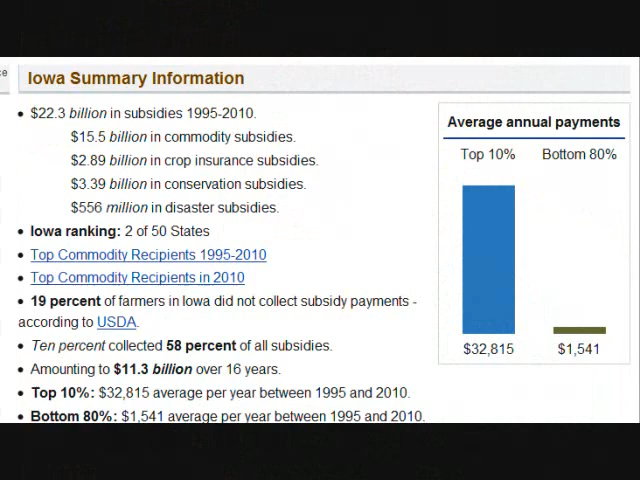 ce
Iowa Summary Information
• $22.3 billion in subsidies 1995-2010.
$15.5 billion in commodity subsidies.
$2.89 billion in crop insurance subsidies.
$3.39 billion in conservation subsidies.
$556 million in disaster subsidies.
• Iowa ranking: 2 of 50 States
• Top Commodity Recipients 1995-2010
• Top Commodity Recipients in 2010
• 19 percent of farmers in Iowa did not collect subsidy payments -
according to USDA.
• Ten percent collected 58 percent of all subsidies.
• Amounting to $11.3 billion over 16 years.
• Top 10%: $32,815 average per year between 1995 and 2010.
• Bottom 80%: $1,541 average per year between 1995 and 2010.
Average annual payments
Top 10% Bottom 80%
$32,815 $1,541